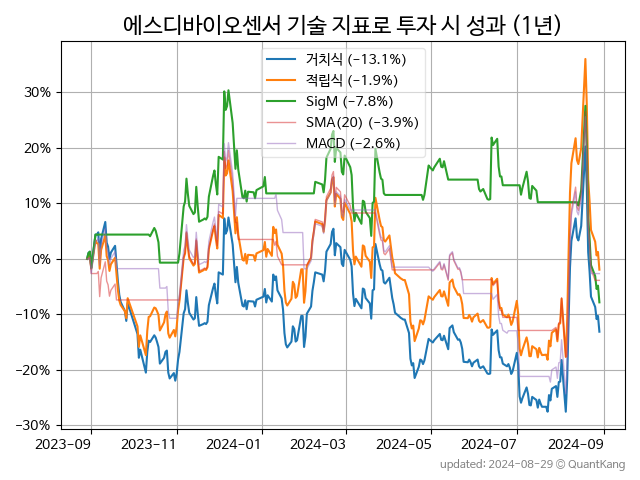 에스디바이오센서 기술 지표로 투자 시 성과 (1년)
거치식 (-13.1%)
적립식 (-1.9%)
SigM (-7.8%)
SMA(20) (-3.9%)
MACD (-2.6%)
30%
20%
10%
0%
-10%
-20%
-30%
2023-09 2023-11 2024-01 2024-03 2024-05 2024-07 2024-09
updated: 2024-08-29 © QuantKang